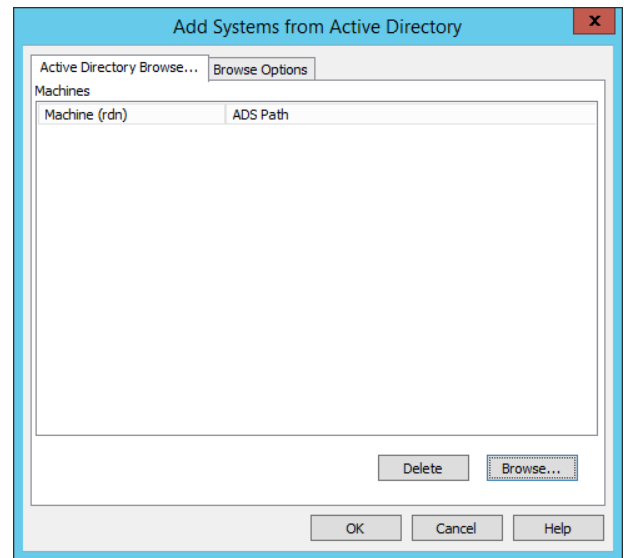 Add Systems from Active Directory
x
Active Directory Browse... Browse Options
Machines
Machine (rdn) ADS Path
Delete Browse...
OK Cancel Help